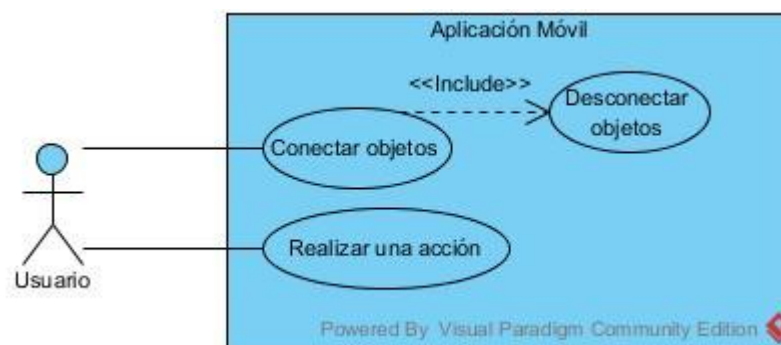 Aplicación Móvil
<<Include>>
Desconectar
objetos
Conectar objetos
Realizar una acción
Usuario
Powered By Visual Paradigm Community Edition